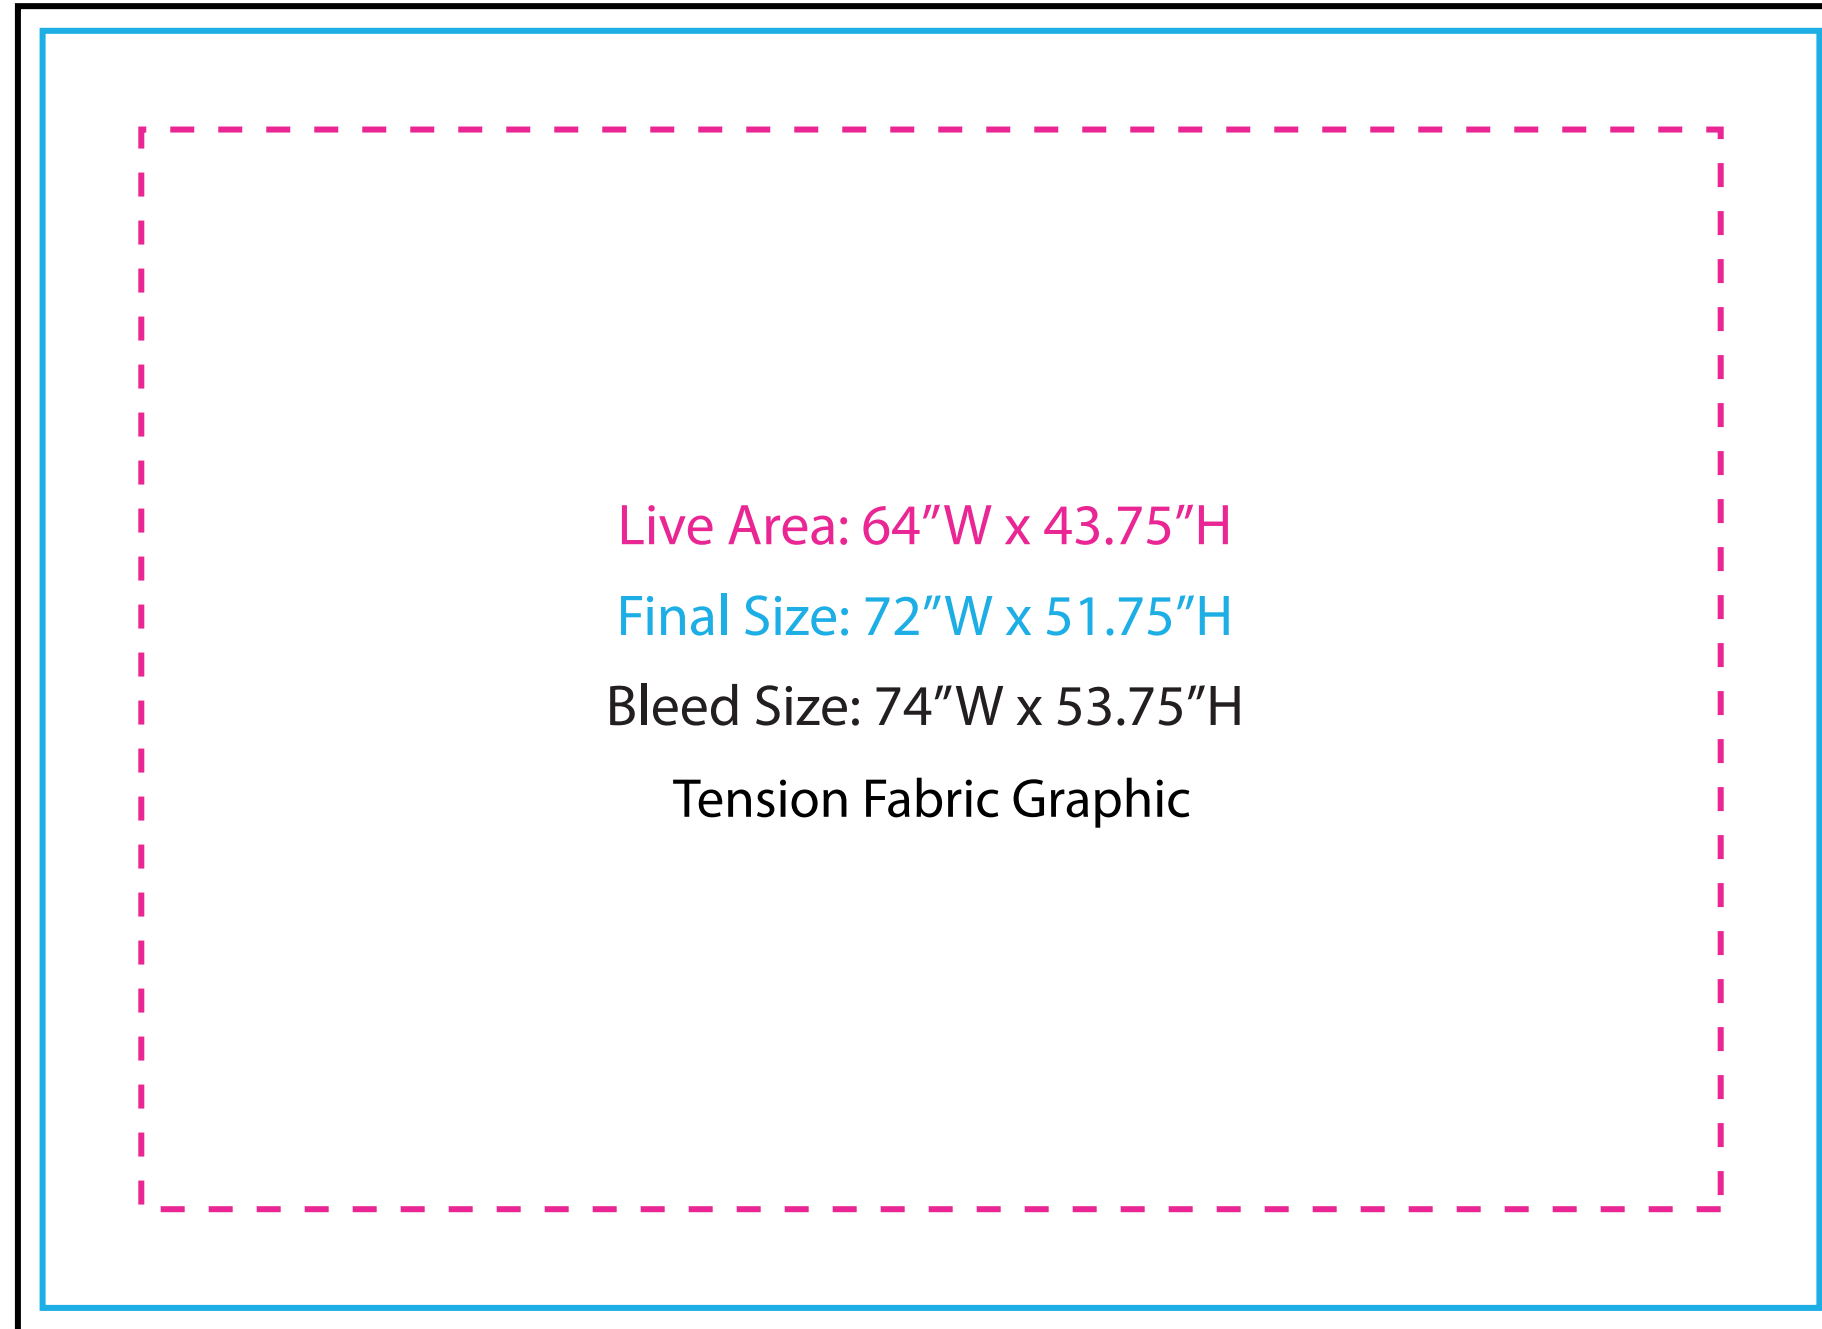 Live Area: 64”W x 43.75”H
Final Size: 72”W x 51.75”H
Bleed Size: 74”W x 53.75”H
Tension Fabric Graphic